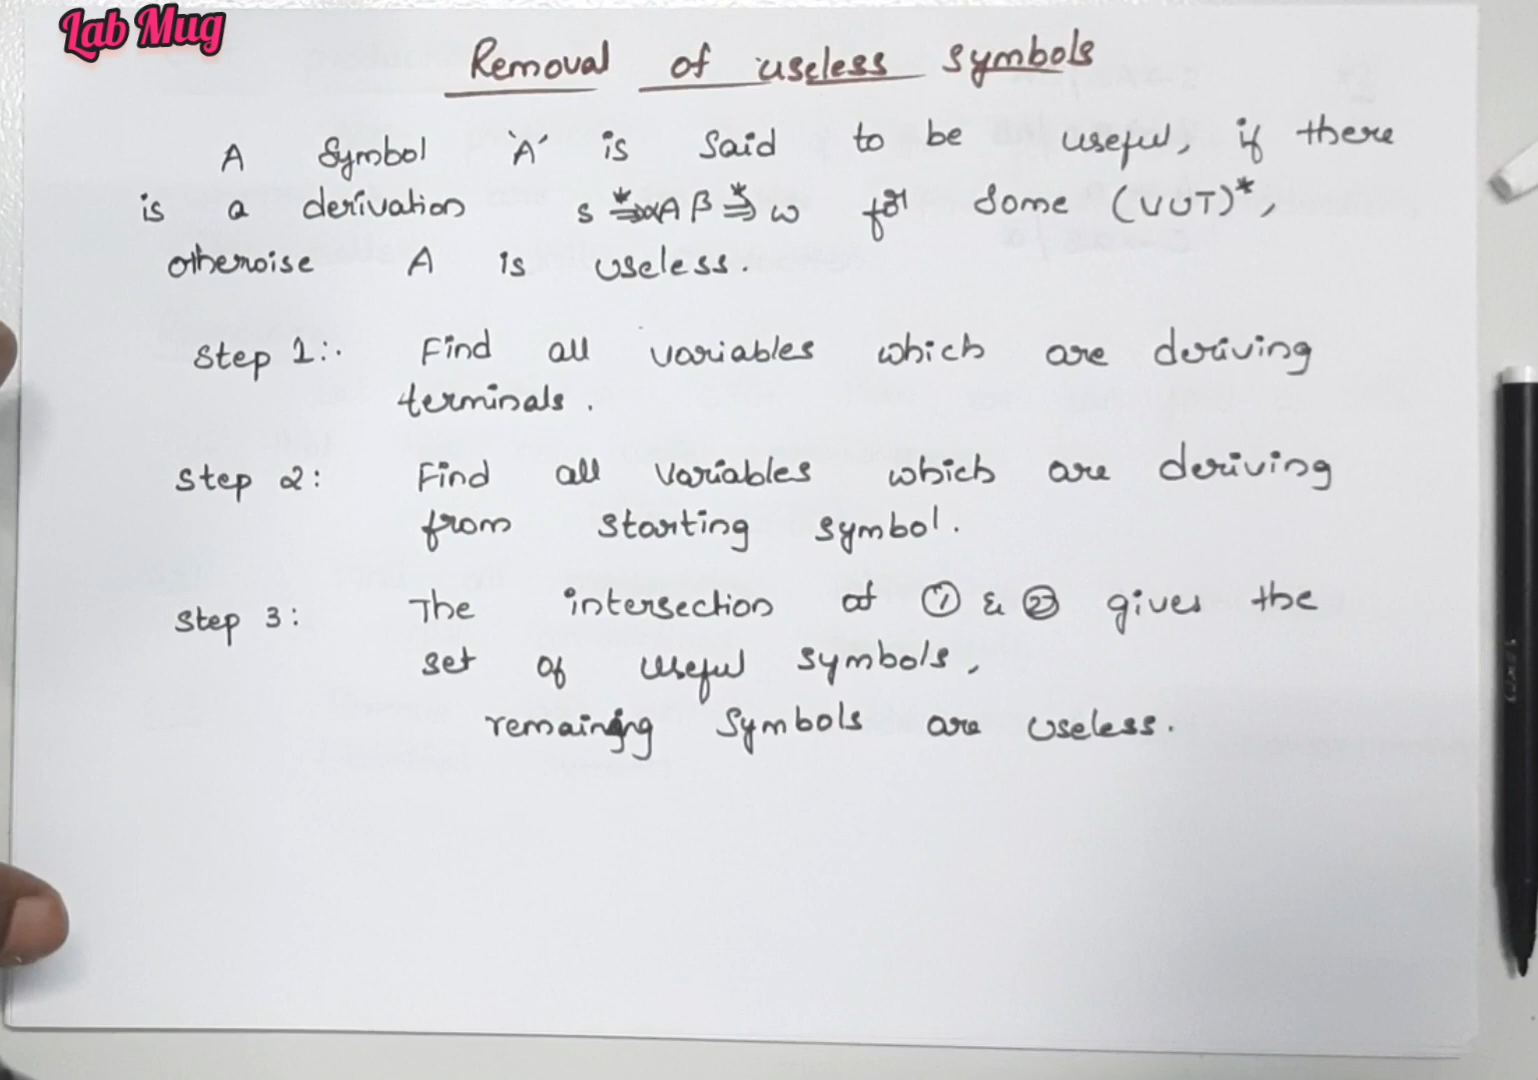 Lab Mug
Removal of useless symbols
A Symbol 'A' is said to be useful, if there
is a derivation S ⇒* αAβ ⇒* ω for some (VUT)*,
otherwise A is useless.
Step 1:. Find all variables which are deriving
terminals.
Step 2: Find all variables which are deriving
from starting symbol.
Step 3: The intersection of ① & ② gives the
set of useful symbols,
remaining symbols are useless.